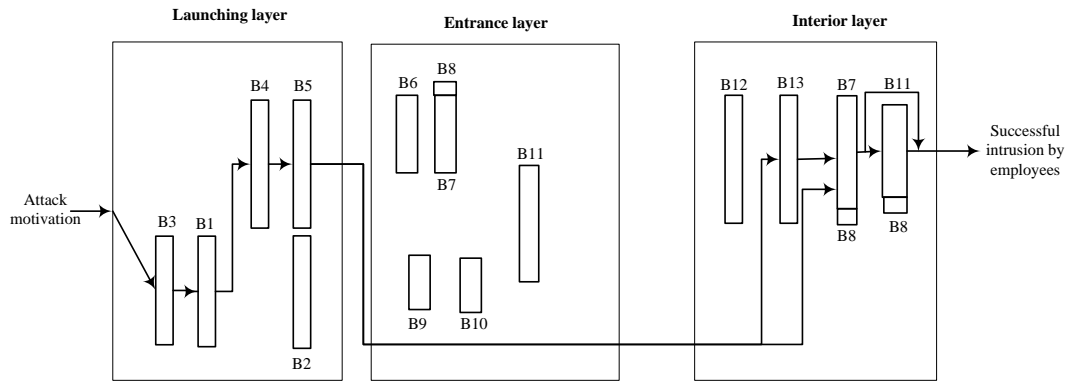 Launching layer
Entrance layer
Interior layer
B4
B5
B3
B1
B2
B8
B6
B7
B11
B9
B10
B12
B13
B7
B11
B8
B8
Attack
motivation
Successful
intrusion by
employees